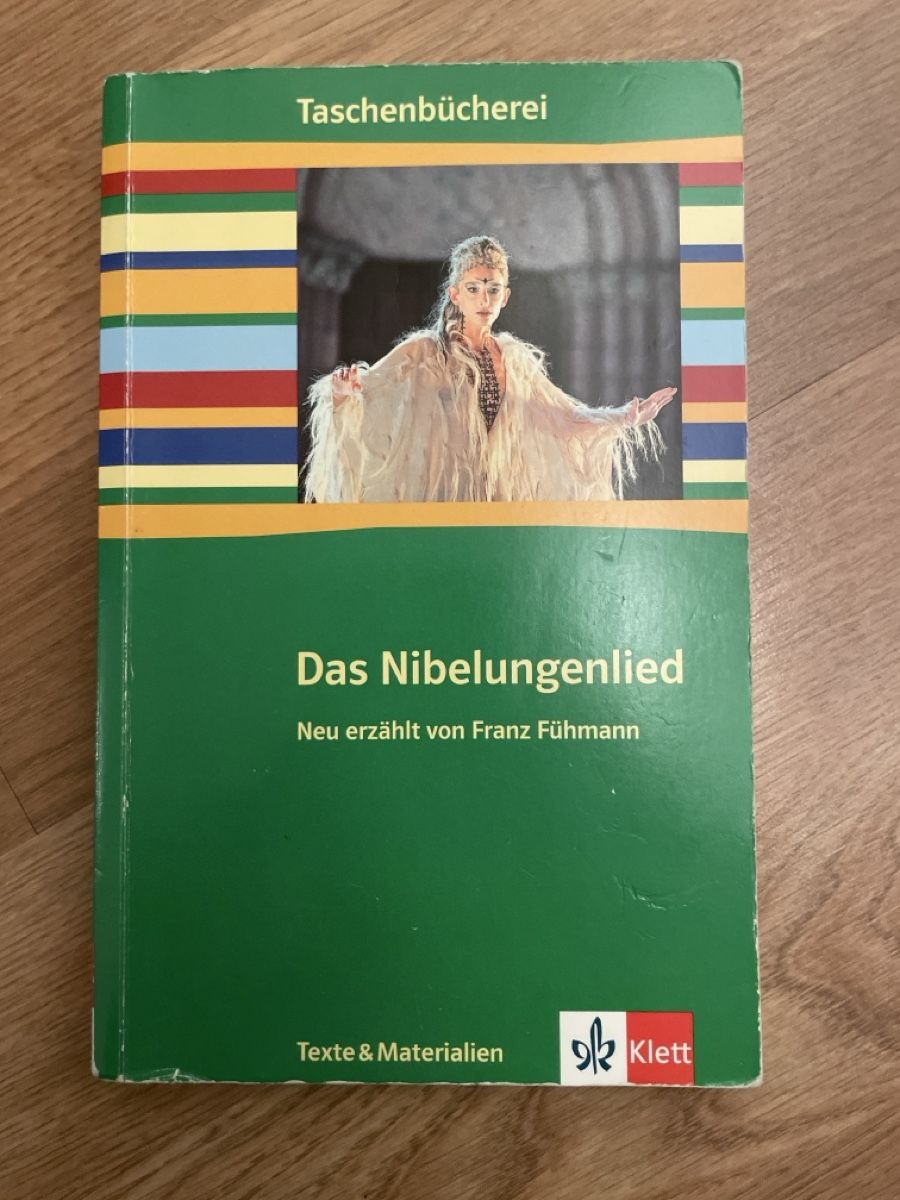 Taschenbücherei
Das Nibelungenlied
Neu erzählt von Franz Fühmann
Texte & Materialien
Klett